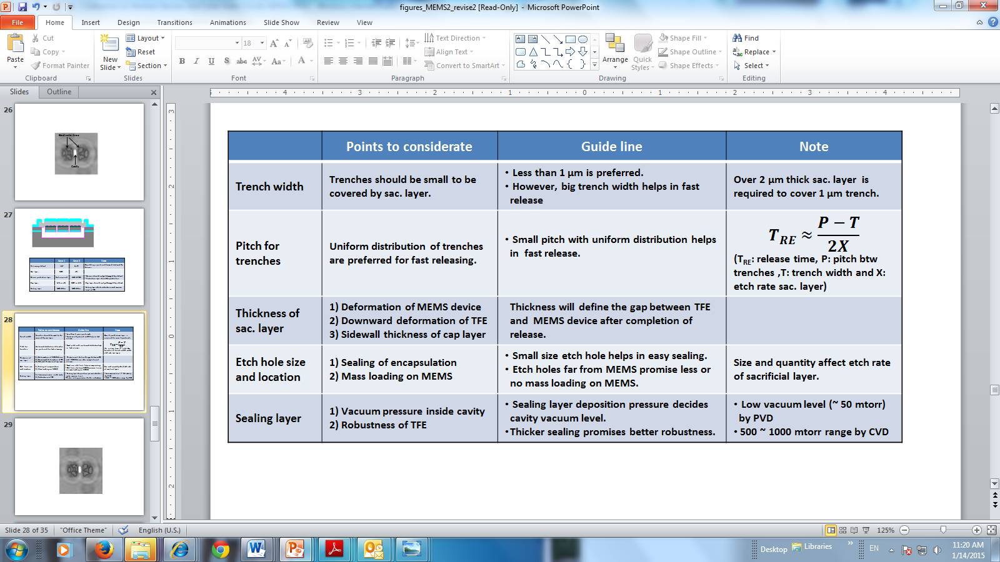 figures_MEMS2_revise2 [Read-Only] - Microsoft PowerPoint
File Home Insert Design Transitions Animations Slide Show Review View
Paste
Cut
Copy
Format Painter
Clipboard
New
Slide
Layout
Reset
Section
Slides
18
Font
Text Direction
Align Text
Convert to SmartArt
Paragraph
Arrange
Quick
Styles
Shape Fill
Shape Outline
Shape Effects
Drawing
Find
Replace
Select
Editing
Slides Outline
26
27
28
29
Points to considerate
Guide line
Note
Trench width
Trenches should be small to be
covered by sac. layer.
• Less than 1 µm is preferred.
• However, big trench width helps in fast
release
Over 2 µm thick sac. layer is
required to cover 1 µm trench.
Pitch for
trenches
Uniform distribution of trenches
are preferred for fast releasing.
• Small pitch with uniform distribution helps
in fast release.
T_RE ≈ (P − T) / 2X
(T_RE: release time, P: pitch btw
trenches ,T: trench width and X:
etch rate sac. layer)
Thickness of
sac. layer
1) Deformation of MEMS device
2) Downward deformation of TFE
3) Sidewall thickness of cap layer
Thickness will define the gap between TFE
and MEMS device after completion of
release.
Etch hole size
and location
1) Sealing of encapsulation
2) Mass loading on MEMS
• Small size etch hole helps in easy sealing.
• Etch holes far from MEMS promise less or
no mass loading on MEMS.
Size and quantity affect etch rate
of sacrificial layer.
Sealing layer
1) Vacuum pressure inside cavity
2) Robustness of TFE
• Sealing layer deposition pressure decides
cavity vacuum level.
•Thicker sealing promises better robustness.
• Low vacuum level (~ 50 mtorr)
by PVD
• 500 ~ 1000 mtorr range by CVD
Slide 28 of 35
"Office Theme"
English (U.S.)
125%
Desktop
Libraries
EN
11:20 AM
1/14/2015